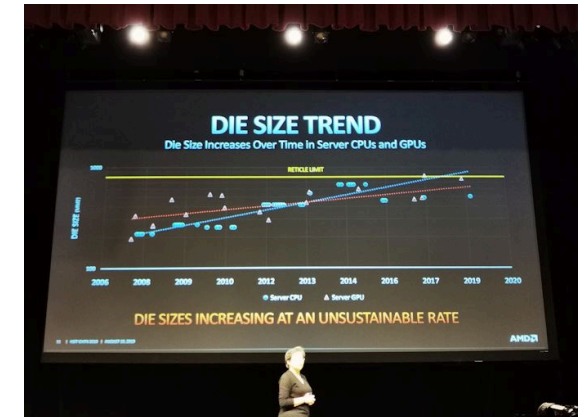 DIE SIZE TREND
Die Size Increases Over Time in Server CPUs and GPUs
RETICLE LIMIT
1000
DIE SIZE
100
2006 2008 2009 2010 2012 2013 2014 2016 2017 2019 2020
Server CPU Server GPU
DIE SIZES INCREASING AT AN UNSUSTAINABLE RATE
AMD